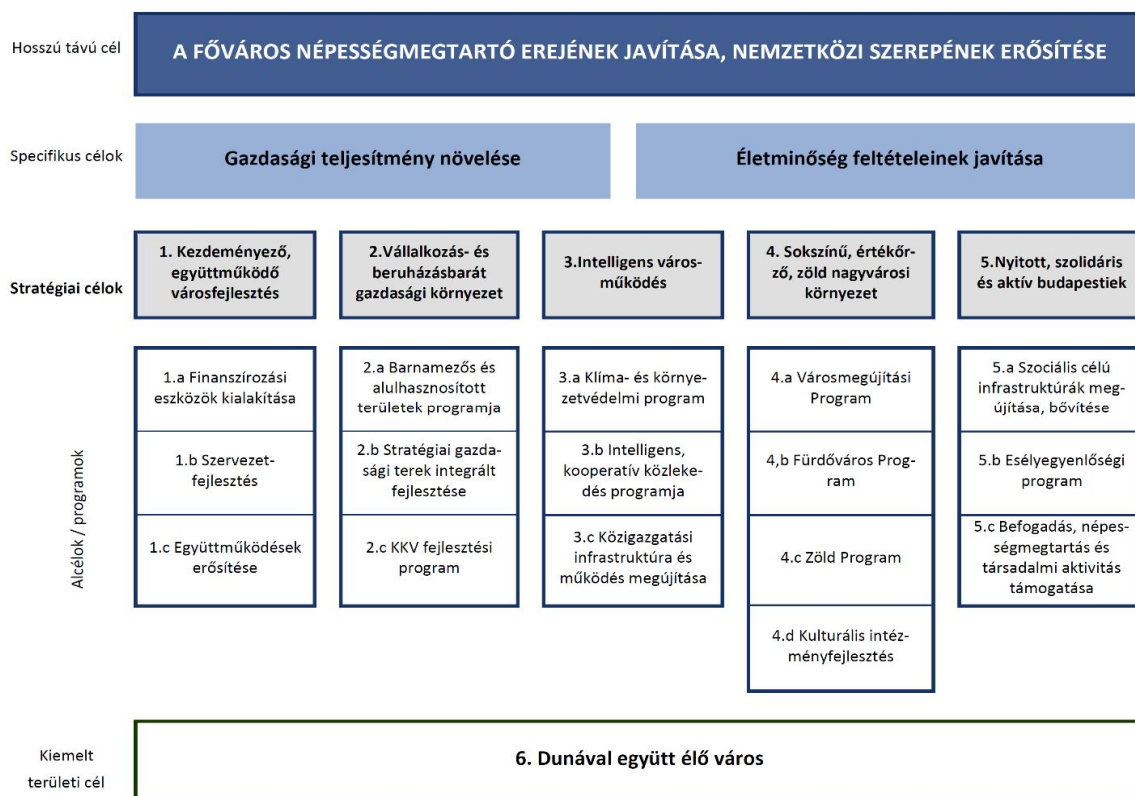 Hosszú távú cél
A FŐVÁROS NÉPESSÉGMEGTARTÓ EREJÉNEK JAVÍTÁSA, NEMZETKÖZI SZEREPÉNEK ERŐSÍTÉSE
Specifikus célok
Gazdasági teljesítmény növelése
Életminőség feltételeinek javítása
Stratégiai célok
1. Kezdeményező,
együttműködő
városfejlesztés
2.Vállalkozás- és
beruházásbarát
gazdasági környezet
3.Intelligens város-
működés
4. Sokszínű, értékőr-
ző, zöld nagyvárosi
környezet
5.Nyitott, szolidáris
és aktív budapestiek
Alcélok / programok
1.a Finanszírozási
eszközök kialakítása
1.b Szervezet-
fejlesztés
1.c Együttműködések
erősítése
2.a Barnamezős és
alulhasznosított
területek programja
2.b Stratégiai gazda-
sági terek integrált
fejlesztése
2.c KKV fejlesztési
program
3.a Klíma- és környe-
zetvédelmi program
3.b Intelligens,
kooperatív közleke-
dés programja
3.c Közigazgatási
infrastruktúra és
működés megújítása
4.a Városmegújítási
Program
4,b Fürdőváros Prog-
ram
4.c Zöld Program
4.d Kulturális intéz-
ményfejlesztés
5.a Szociális célú
infrastruktúrák meg-
újítása, bővítése
5.b Esélyegyenlőségi
program
5.c Befogadás, népes-
ségmegtartás és
társadalmi aktivitás
támogatása
Kiemelt
területi cél
6. Dunával együtt élő város